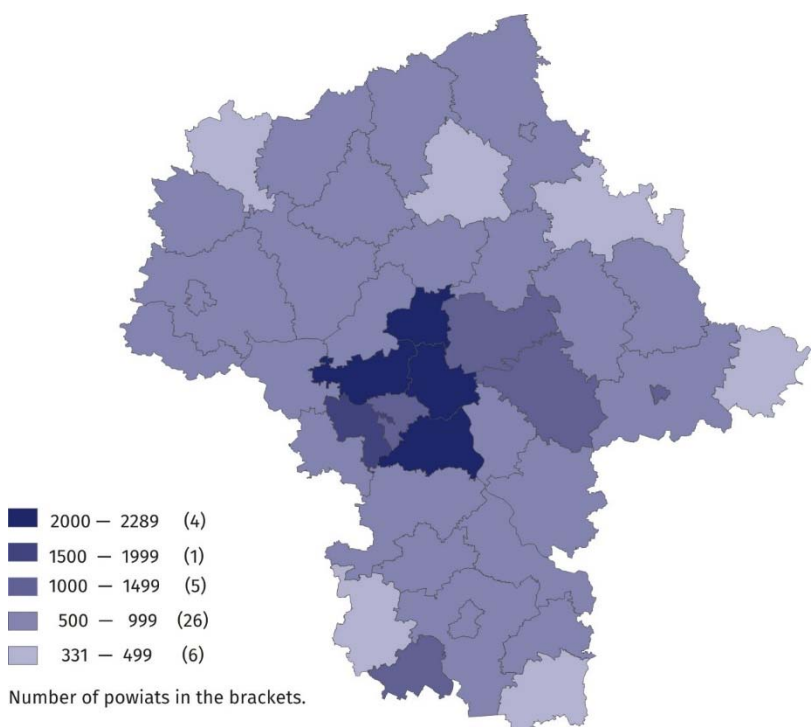 2000 — 2289 (4)
1500 — 1999 (1)
1000 — 1499 (5)
500 — 999 (26)
331 — 499 (6)
Number of powiats in the brackets.